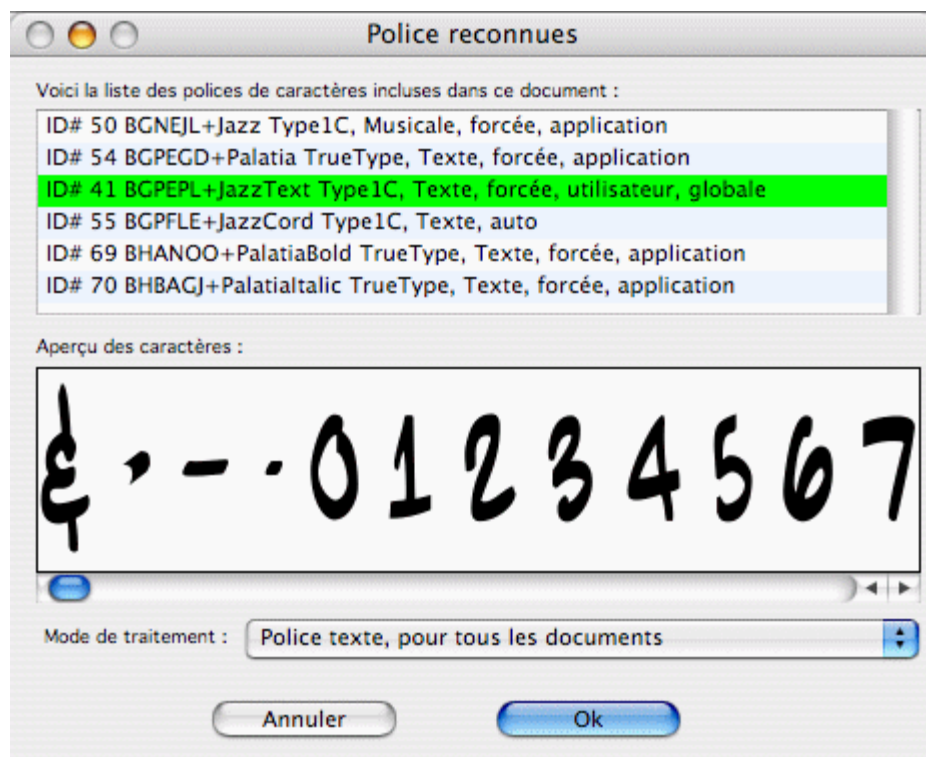 Police reconnues
Voici la liste des polices de caractères incluses dans ce document :
ID# 50 BGNEJL+Jazz Type1C, Musicale, forcée, application
ID# 54 BGPEGD+Palatia TrueType, Texte, forcée, application
ID# 41 BGPEPL+JazzText Type1C, Texte, forcée, utilisateur, globale
ID# 55 BGPFLE+JazzCord Type1C, Texte, auto
ID# 69 BHANOO+PalatiaBold TrueType, Texte, forcée, application
ID# 70 BHBAGJ+PalatiaItalic TrueType, Texte, forcée, application
Aperçu des caractères :
& , - - . 0 1 2 3 4 5 6 7
Mode de traitement : Police texte, pour tous les documents
Annuler Ok